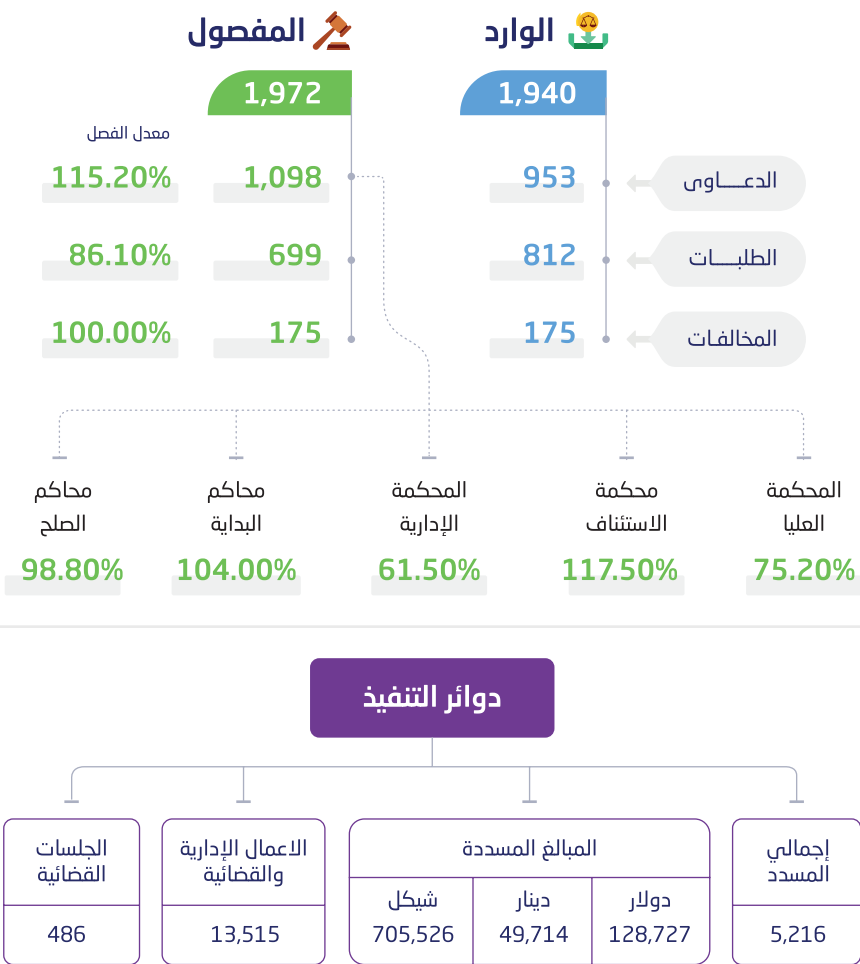 الوارد
المفصول
1,940
1,972
معدل الفصل
الدعـــــاوى
953
1,098
115.20%
الطلبـــــات
812
699
86.10%
المخالفـات
175
175
100.00%
المحكمة
العليا
75.20%
محكمة
الاستئناف
117.50%
المحكمة
الإدارية
61.50%
محاكم
البداية
104.00%
محاكم
الصلح
98.80%
دوائر التنفيذ
إجمالي
المسدد
5,216
المبالغ المسددة
دولار
128,727
دينار
49,714
شيكل
705,526
الاعمال الإدارية
والقضائية
13,515
الجلسات
القضائية
486